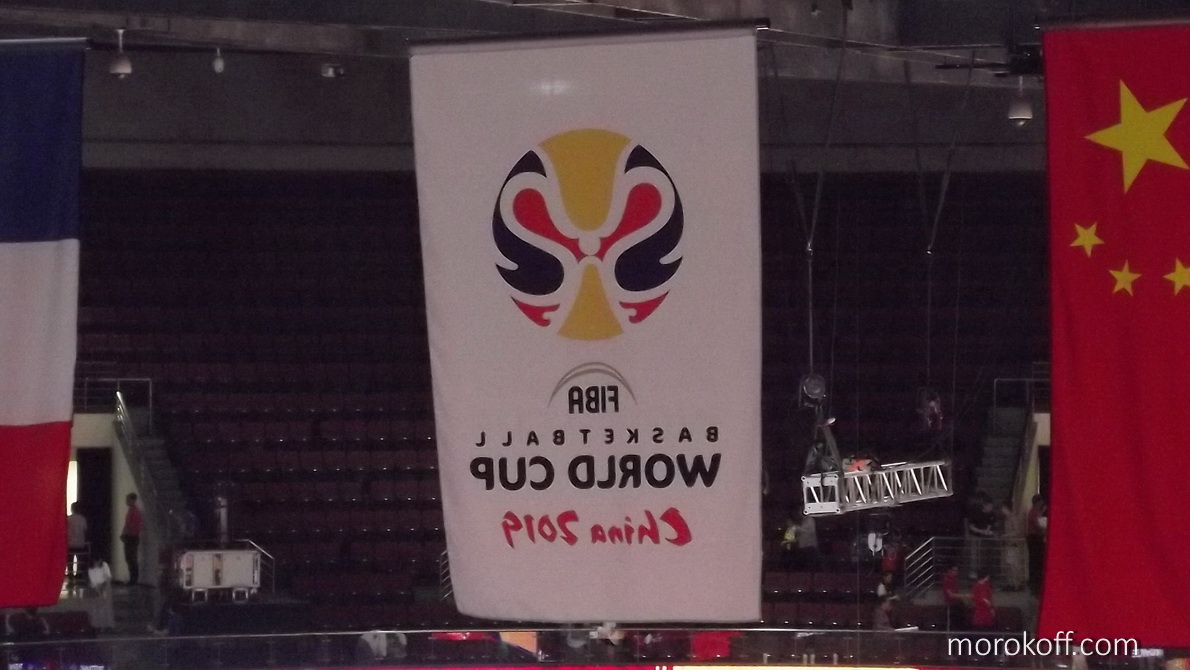 FIBA
BASKETBALL
WORLD CUP
China 2019
morokoff.com